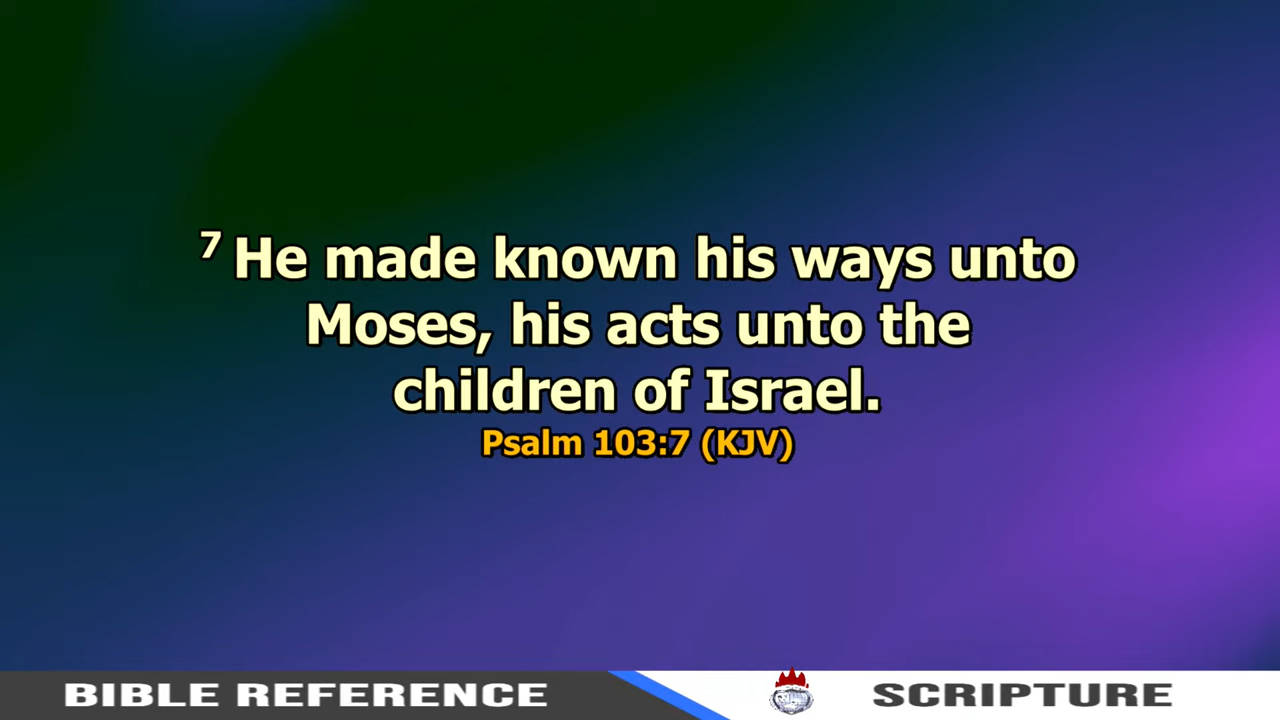 7 He made known his ways unto
Moses, his acts unto the
children of Israel.
Psalm 103:7 (KJV)
BIBLE REFERENCE
SCRIPTURE